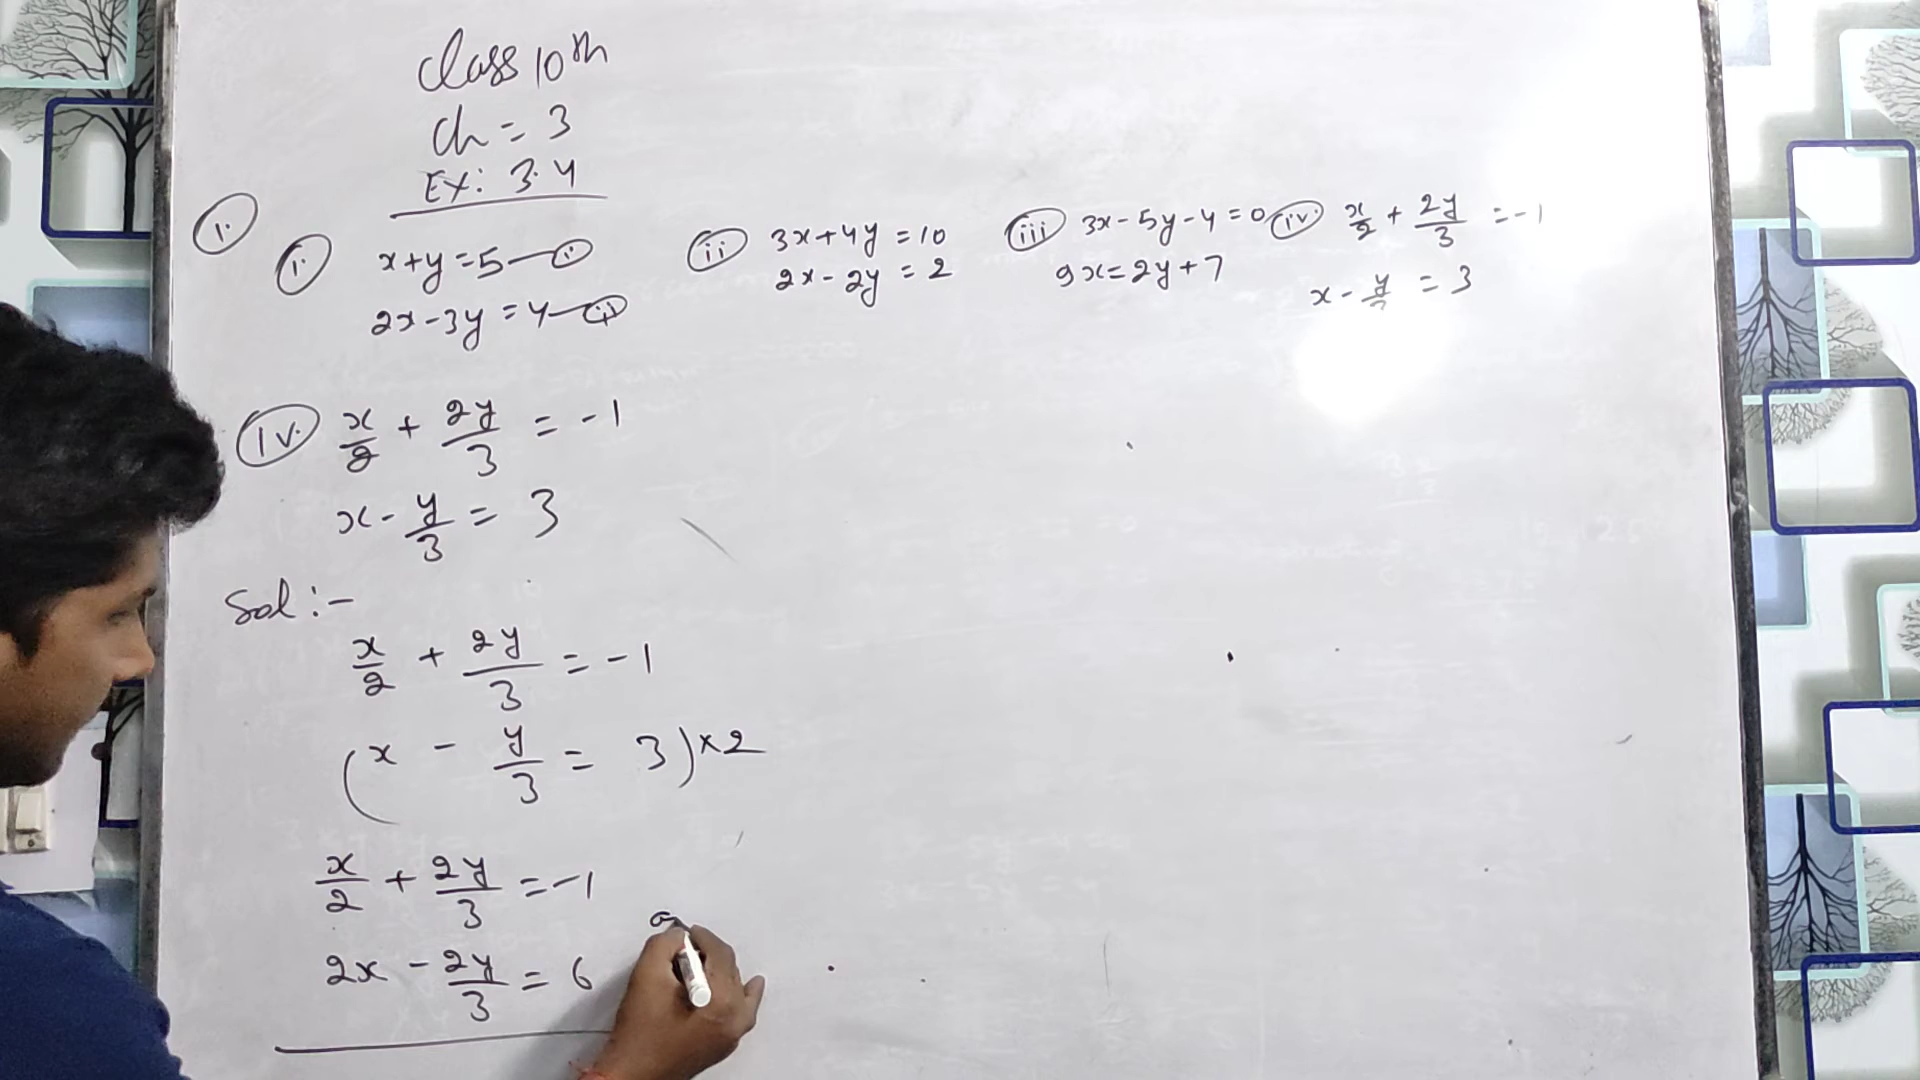 Class 10th
Ch = 3
EX: 3.4
1.
i. x+y=5 — i
2x-3y=4 — ii
ii 3x+4y=10
2x-2y=2
iii 3x-5y-4=0
9x=2y+7
iv. x/2 + 2y/3 = -1
x - y/3 = 3
iv. x/2 + 2y/3 = -1
x - y/3 = 3
Sol :-
x/2 + 2y/3 = -1
(x - y/3 = 3) ×2
x/2 + 2y/3 = -1
2x - 2y/3 = 6